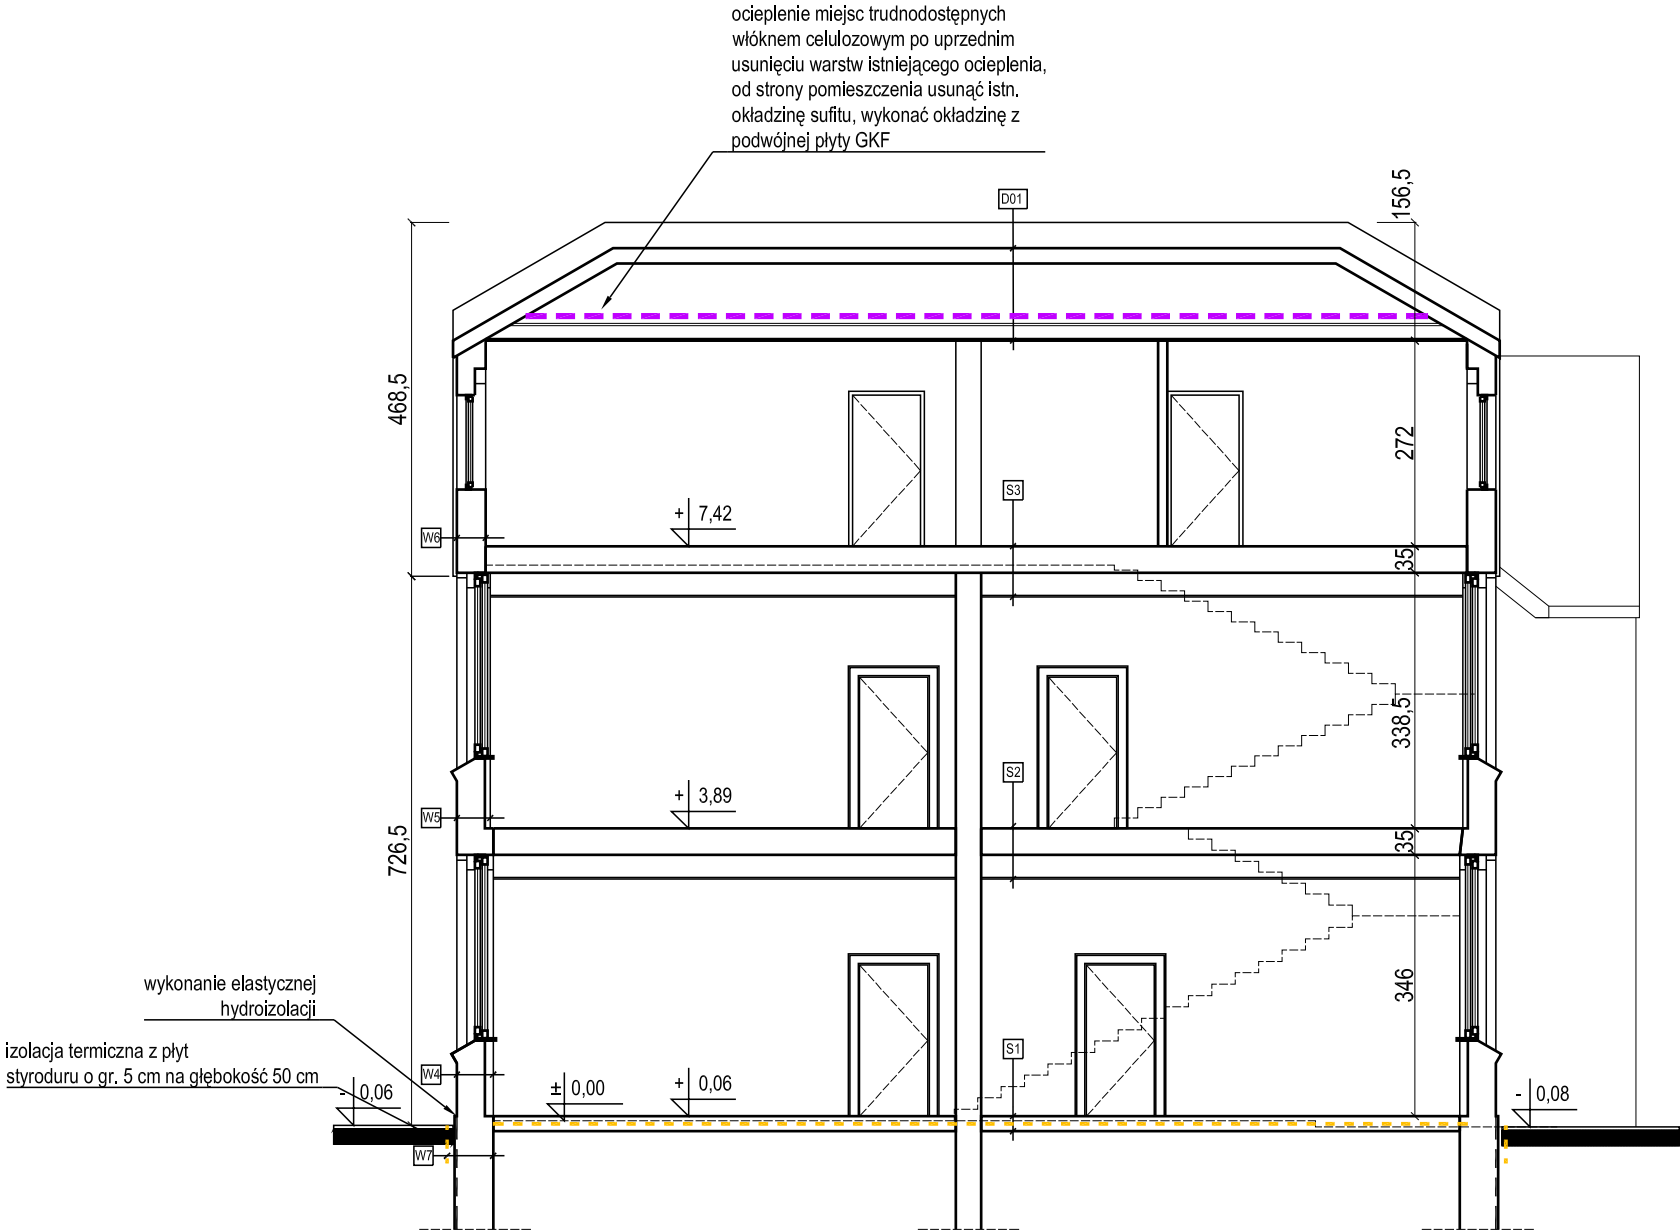 ocieplenie miejsc trudnodostępnych
włóknem celulozowym po uprzednim
usunięciu warstw istniejącego ocieplenia,
od strony pomieszczenia usunąć istn.
okładzinę sufitu, wykonać okładzinę z
podwójnej płyty GKF
D01
156,5
468,5
272
S3
+ 7,42
W6
35
338,5
S2
+ 3,89
W5
726,5
35
346
wykonanie elastycznej
hydroizolacji
izolacja termiczna z płyt
styroduru o gr. 5 cm na głębokość 50 cm
S1
W4
- 0,06
± 0,00
+ 0,06
- 0,08
W7